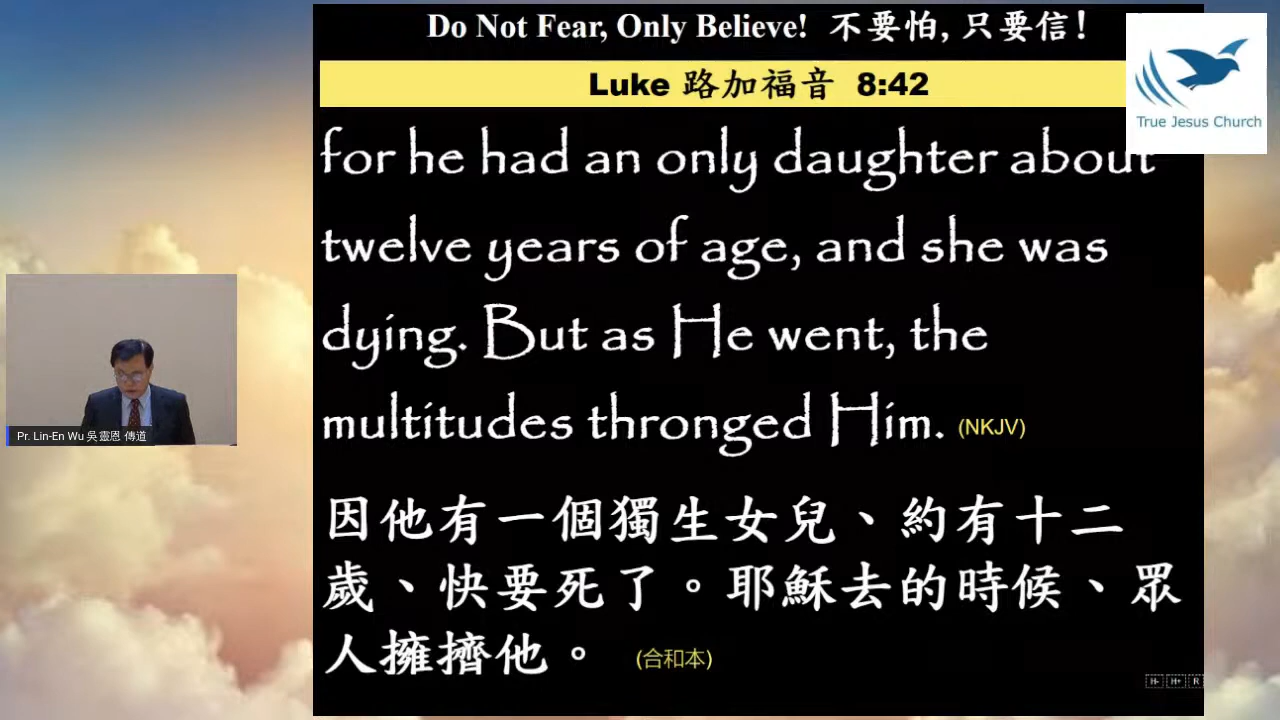 Do Not Fear, Only Believe! 不要怕, 只要信!
Luke 路加福音 8:42
True Jesus Church
for he had an only daughter about
twelve years of age, and she was
dying. But as He went, the
multitudes thronged Him. (NKJV)
因他有一個獨生女兒、約有十二
歲、快要死了。耶穌去的時候、眾
人擁擠他。 (合和本)
Pr. Lin-En Wu 吳靈恩 傳道
H- H+ R